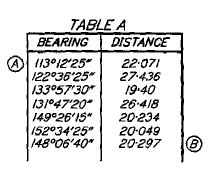 TABLE A
BEARING DISTANCE
A 113°12'25" 22·071
122°36'25" 27·436
133°57'30" 19·40
131°47'20" 26·418
149°26'15" 20·234
152°34'25" 20·049
148°06'40" 20·297 B